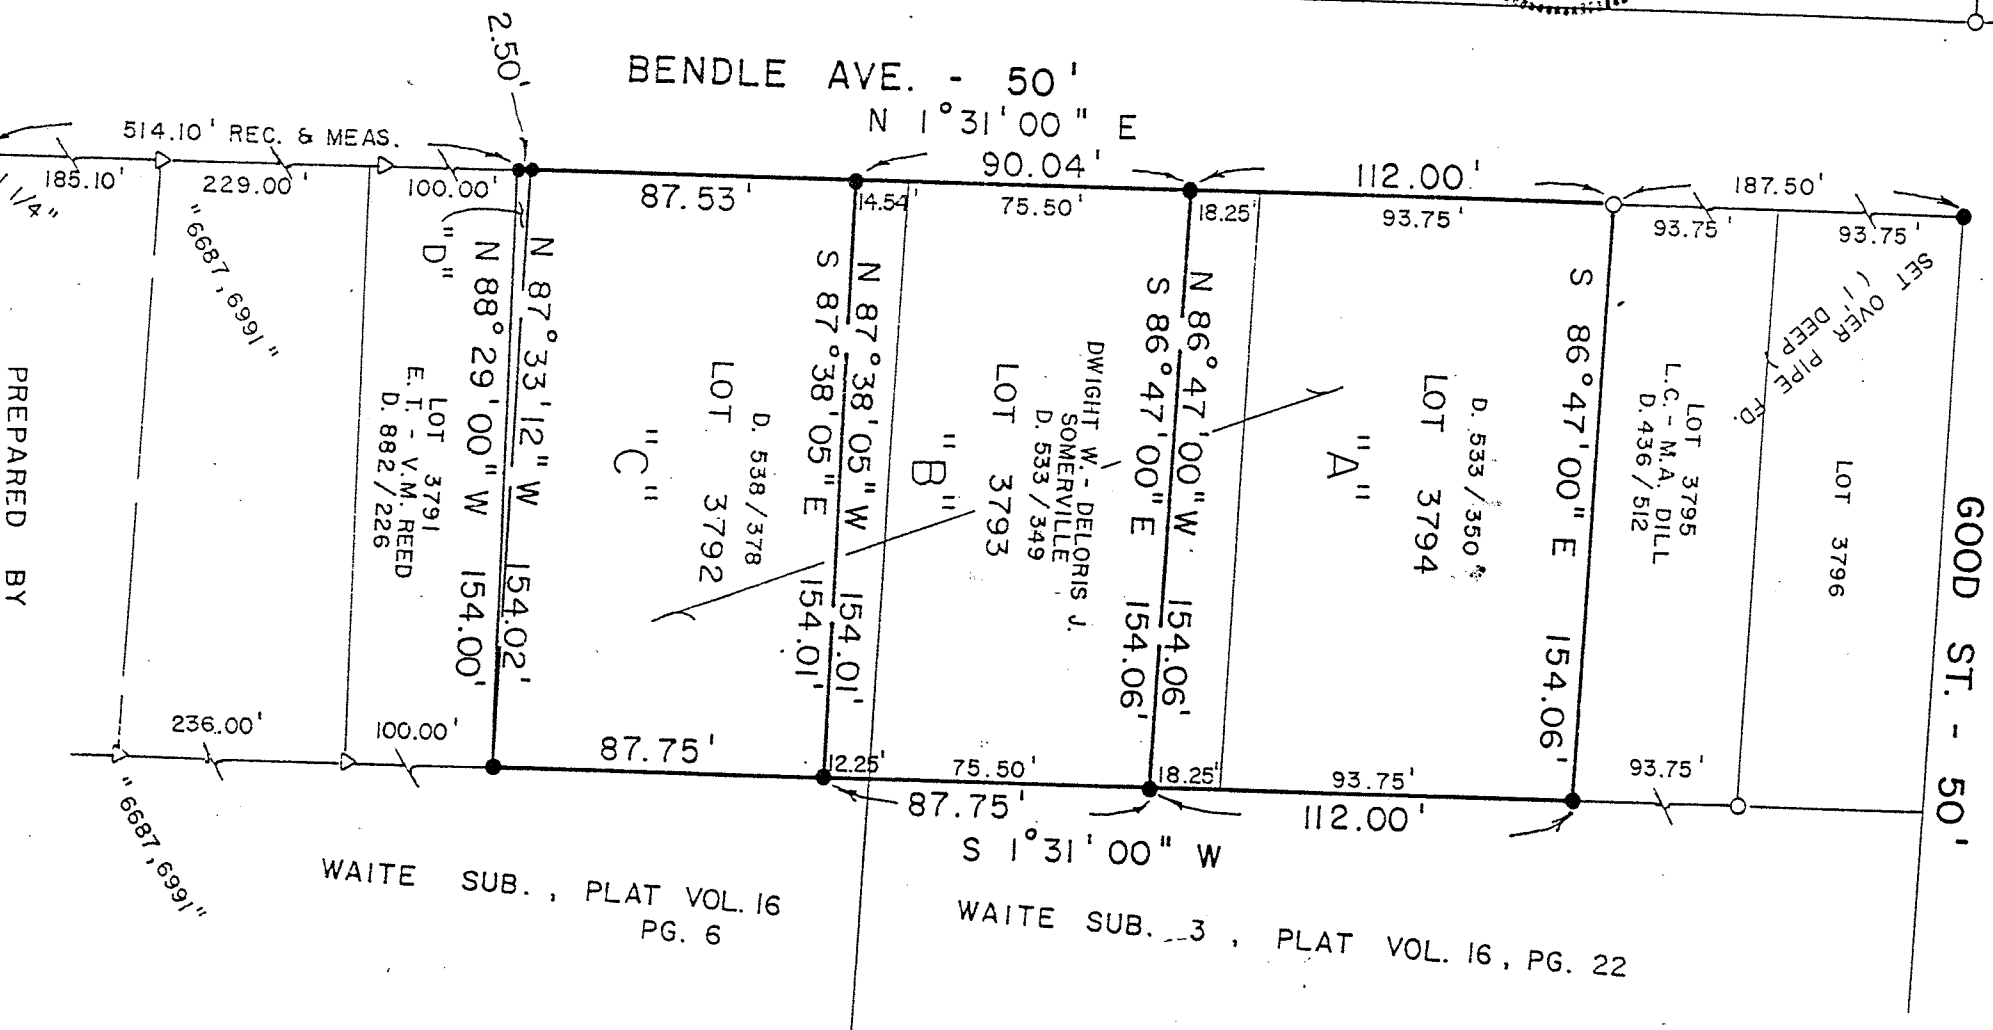 2.50'
BENDLE AVE. - 50'
N 1°31'00" E
514.10' REC. & MEAS.
90.04'
112.00'
187.50'
185.10'
229.00'
100.00'
87.53'
14.54'
75.50'
18.25'
93.75'
93.75'
93.75'
1/4"
"6687,6991"
"D"
N 87°33'12" W 154.02'
N 88°29'00" W 154.00'
LOT 3791
E.T. - V.M. REED
D. 882/226
"C"
D. 538/378
LOT 3792
N 87°38'05" W 154.01'
S 87°38'05" E 154.01'
"B"
DWIGHT W. - DELORIS J.
SOMERVILLE
D. 533/349
LOT 3793
N 86°47'00" W 154.06'
S 86°47'00" E 154.06'
"A"
D. 533/350
LOT 3794
S 86°47'00" E 154.06'
LOT 3795
L.C. - M.A. DILL
D. 436/512
SET OVER PIPE FD.
(1' DEEP)
LOT 3796
GOOD ST. - 50'
PREPARED BY
236.00'
100.00'
87.75'
12.25'
75.50'
18.25'
93.75'
93.75'
87.75'
112.00'
S 1°31'00" W
"6687,6991"
WAITE SUB., PLAT VOL. 16
PG. 6
WAITE SUB. 3, PLAT VOL. 16, PG. 22